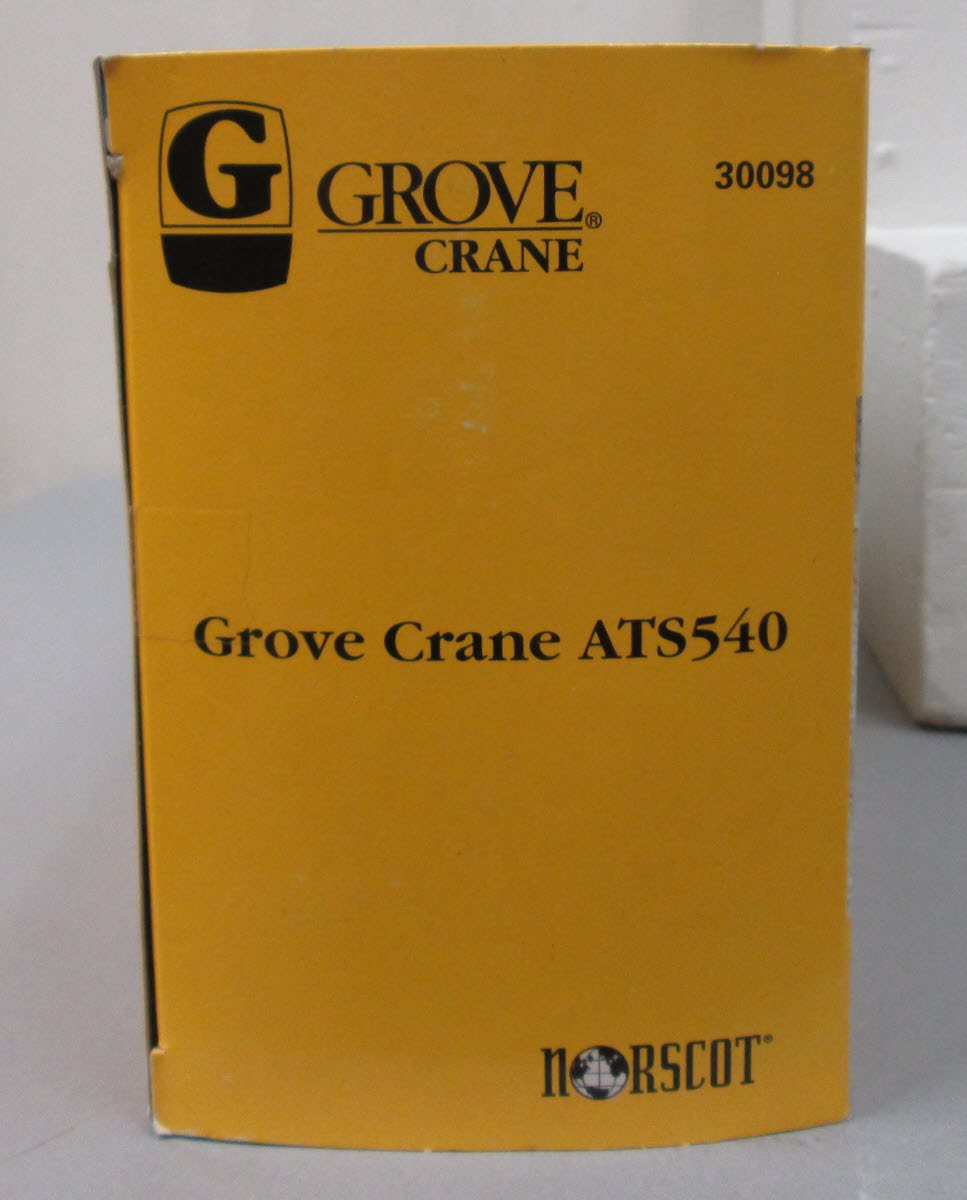 G
GROVE®
CRANE
30098
Grove Crane ATS540
NORSCOT®